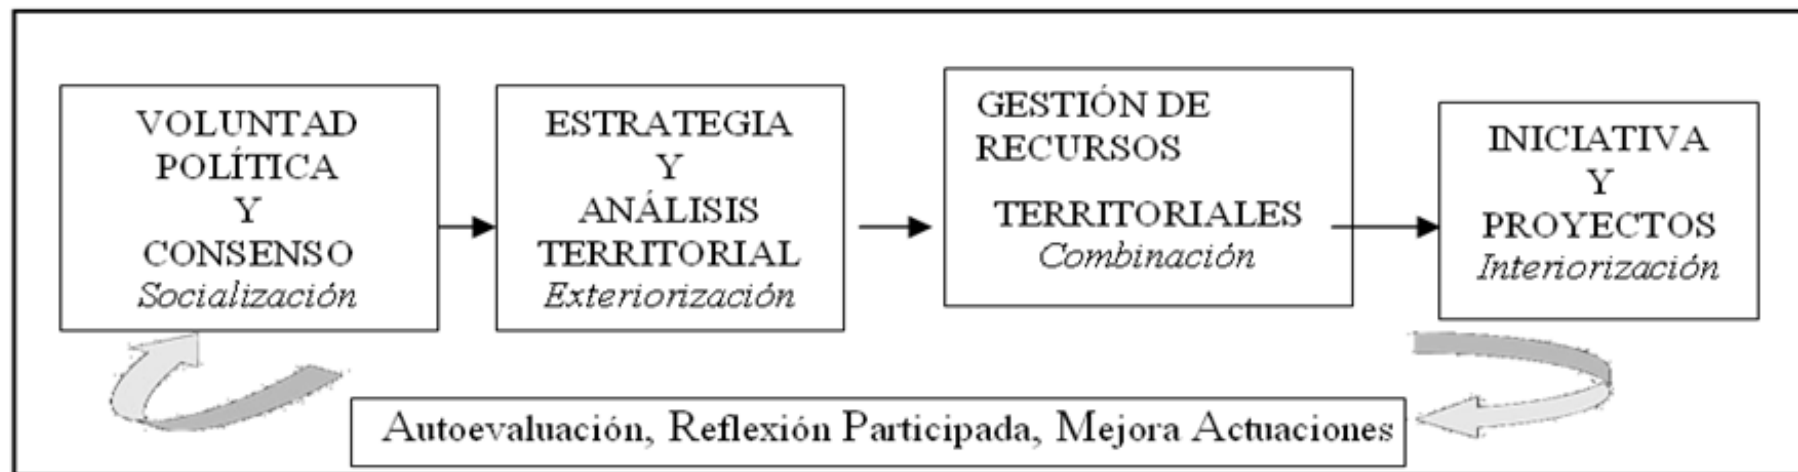 VOLUNTAD
POLÍTICA
Y
CONSENSO
Socialización
ESTRATEGIA
Y
ANÁLISIS
TERRITORIAL
Exteriorización
GESTIÓN DE
RECURSOS
TERRITORIALES
Combinación
INICIATIVA
Y
PROYECTOS
Interiorización
Autoevaluación, Reflexión Participada, Mejora Actuaciones